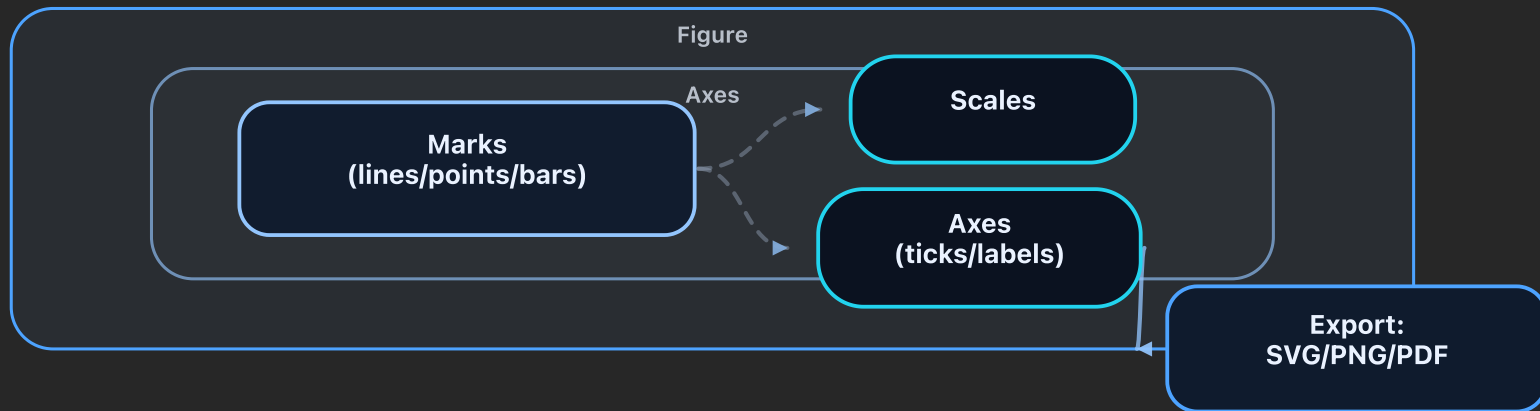 Figure
Axes
Marks
(lines/points/bars)
Scales
Axes
(ticks/labels)
Export:
SVG/PNG/PDF